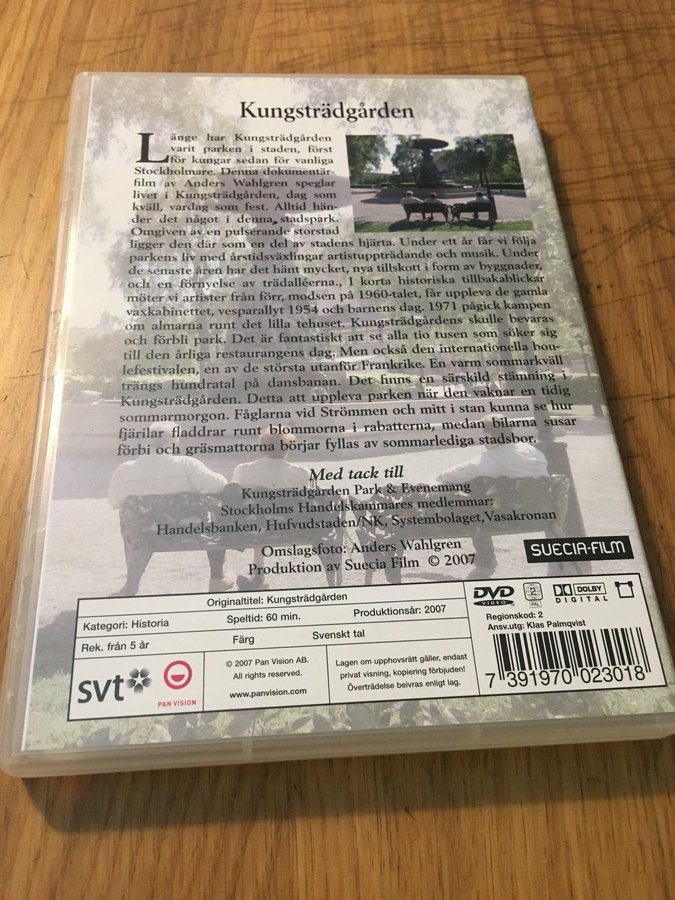 Kungsträdgården
Länge har Kungsträdgården
varit parken i staden, först
för kungar sedan för vanliga
Stockholmare. Denna dokumentär-
film av Anders Wahlgren speglar
livet i Kungsträdgården, dag som
kväll, vardag som fest. Alltid hän-
der det något i denna stadspark.
Omgiven av en pulserande storstad
ligger den där som en del av stadens hjärta. Under ett år får vi följa
parkens liv med årstidsväxlingar artistuppträdande och musik. Under
de senaste åren har det hänt mycket, nya tillskott i form av byggnader,
och en förnyelse av trädalléerna., I korta historiska tillbakablickar
möter vi artister från förr, modsen på 1960-talet, får uppleva de gamla
vaxkabinettet, vesparallyt 1954 och barnens dag. 1971 pågick kampen
om almarna runt det lilla tehuset. Kungsträdgårdens skulle bevaras
och förbli park. Det är fantastiskt att se alla tio tusen som söker sig
till den årliga restaurangens dag. Men också den internationella bou-
lefestivalen, en av de största utanför Frankrike. En varm sommarkväll
trängs hundratal på dansbanan. Det finns en särskild stämning i
Kungsträdgården. Detta att uppleva parken när den vaknar en tidig
sommarmorgon. Fåglarna vid Strömmen och mitt i stan kunna se hur
fjärilar fladdrar runt blommorna i rabatterna, medan bilarna susar
förbi och gräsmattorna börjar fyllas av sommarlediga stadsbor.
Med tack till
Kungsträdgården Park & Evenemang
Stockholms Handelskammares medlemmar:
Handelsbanken, Hufvudstaden/NK, Systembolaget, Vasakronan
Omslagsfoto: Anders Wahlgren
Produktion av Suecia Film © 2007
SUECIA-FILM
Originaltitel: Kungsträdgården
Kategori: Historia Speltid: 60 min. Produktionsår: 2007
Rek. från 5 år Färg Svenskt tal
svt
PAN VISION
© 2007 Pan Vision AB.
All rights reserved.
www.panvision.com
Lagen om upphovsrätt gäller, endast
privat visning, kopiering förbjuden!
Överträdelse beivras enligt lag.
DVD VIDEO
2 PAL
DOLBY DIGITAL
Regionskod: 2
Ansv.utg: Klas Palmqvist
7 391970 023018